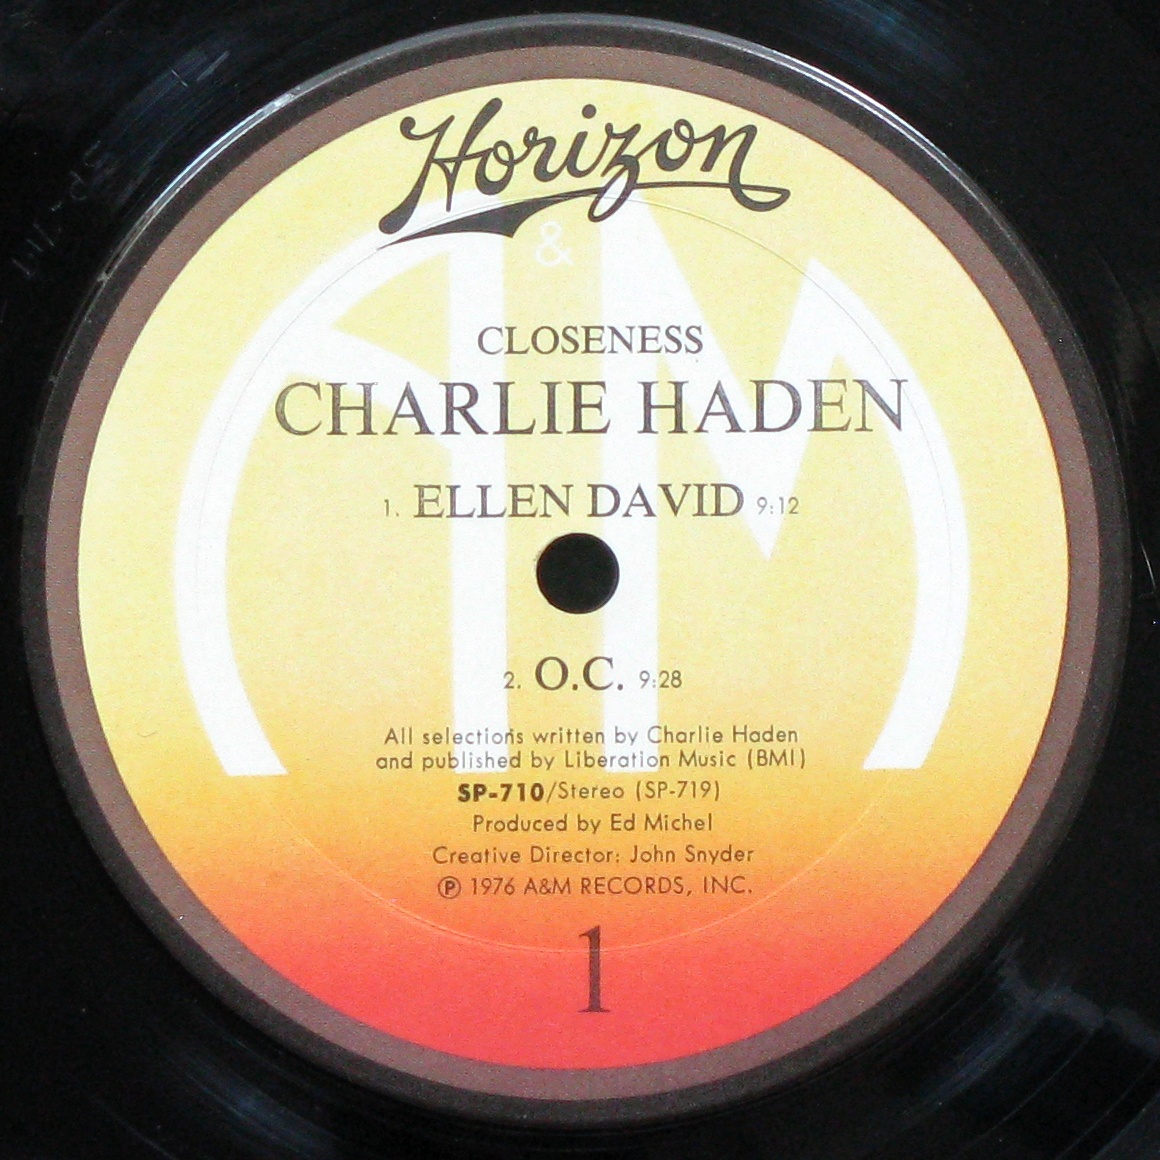 Horizon
&
AM
CLOSENESS
CHARLIE HADEN
1. ELLEN DAVID 9:12
2. O.C. 9:28
All selections written by Charlie Haden
and published by Liberation Music (BMI)
SP-710/Stereo (SP-719)
Produced by Ed Michel
Creative Director: John Snyder
℗ 1976 A&M RECORDS, INC.
1